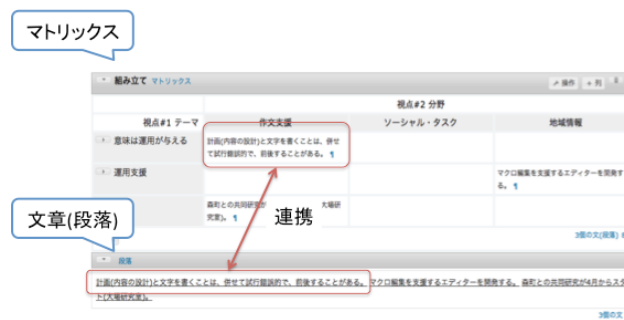 マトリックス
組み立て マトリックス
操作 + 列
視点#2 分野
視点#1 テーマ 作文支援 ソーシャル・タスク 地域情報
意味は運用が与える
計画(内容の設計)と文字を書くことは、併せ
て試行錯誤的で、前後することがある。 ¶
運用支援
マクロ編集を支援するエディターを開発す
る。 ¶
森町との共同研究が
大場研
究室)。 ¶
文章(段落)
連携
3個の文(段落)
段落
計画(内容の設計)と文字を書くことは、併せて試行錯誤的で、前後することがある。 マクロ編集を支援するエディターを開発する。 森町との共同研究が4月からスタ
ート(大場研究室)。
3個の文